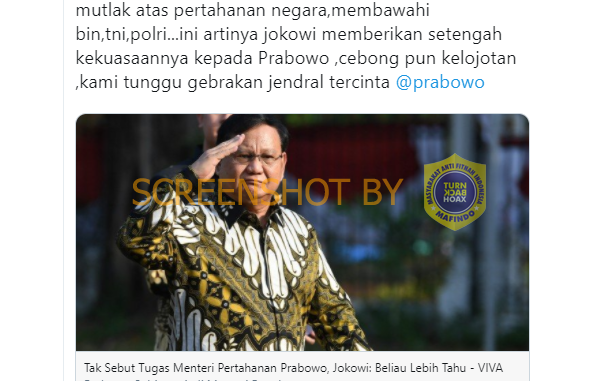 mutlak atas pertahanan negara,membawahi
bin,tni,polri...ini artinya jokowi memberikan setengah
kekuasaannya kepada Prabowo ,cebong pun kelojotan
,kami tunggu gebrakan jendral tercinta @prabowo
SCREENSHOT BY
MASYARAKAT ANTI FITNAH INDONESIA
TURN
BACK
HOAX
MAFINDO
Tak Sebut Tugas Menteri Pertahanan Prabowo, Jokowi: Beliau Lebih Tahu - VIVA